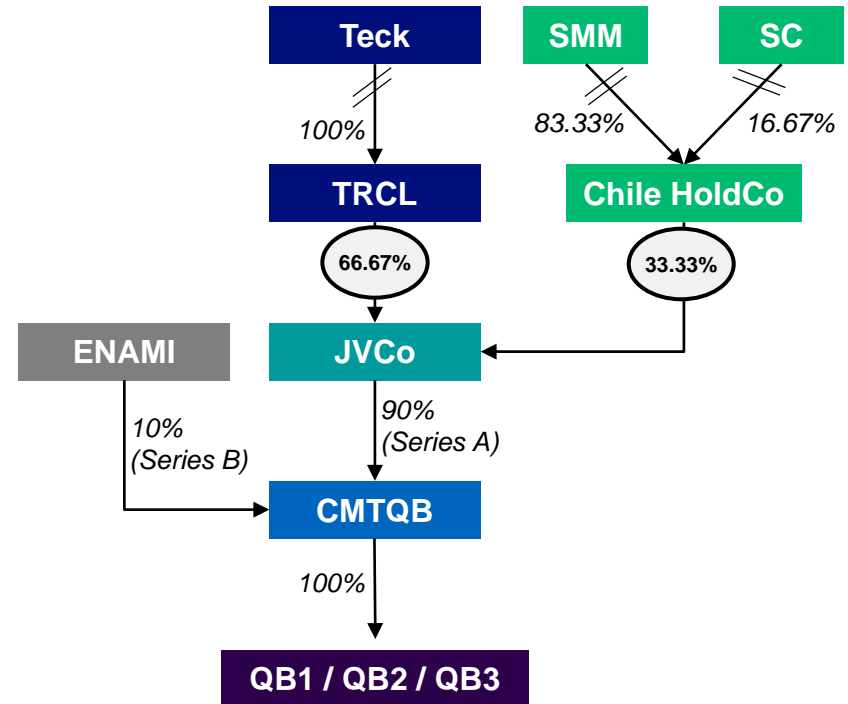 Teck
SMM
SC
100%
83.33%
16.67%
TRCL
Chile HoldCo
66.67%
33.33%
ENAMI
JVCo
10%
(Series B)
90%
(Series A)
CMTQB
100%
QB1 / QB2 / QB3